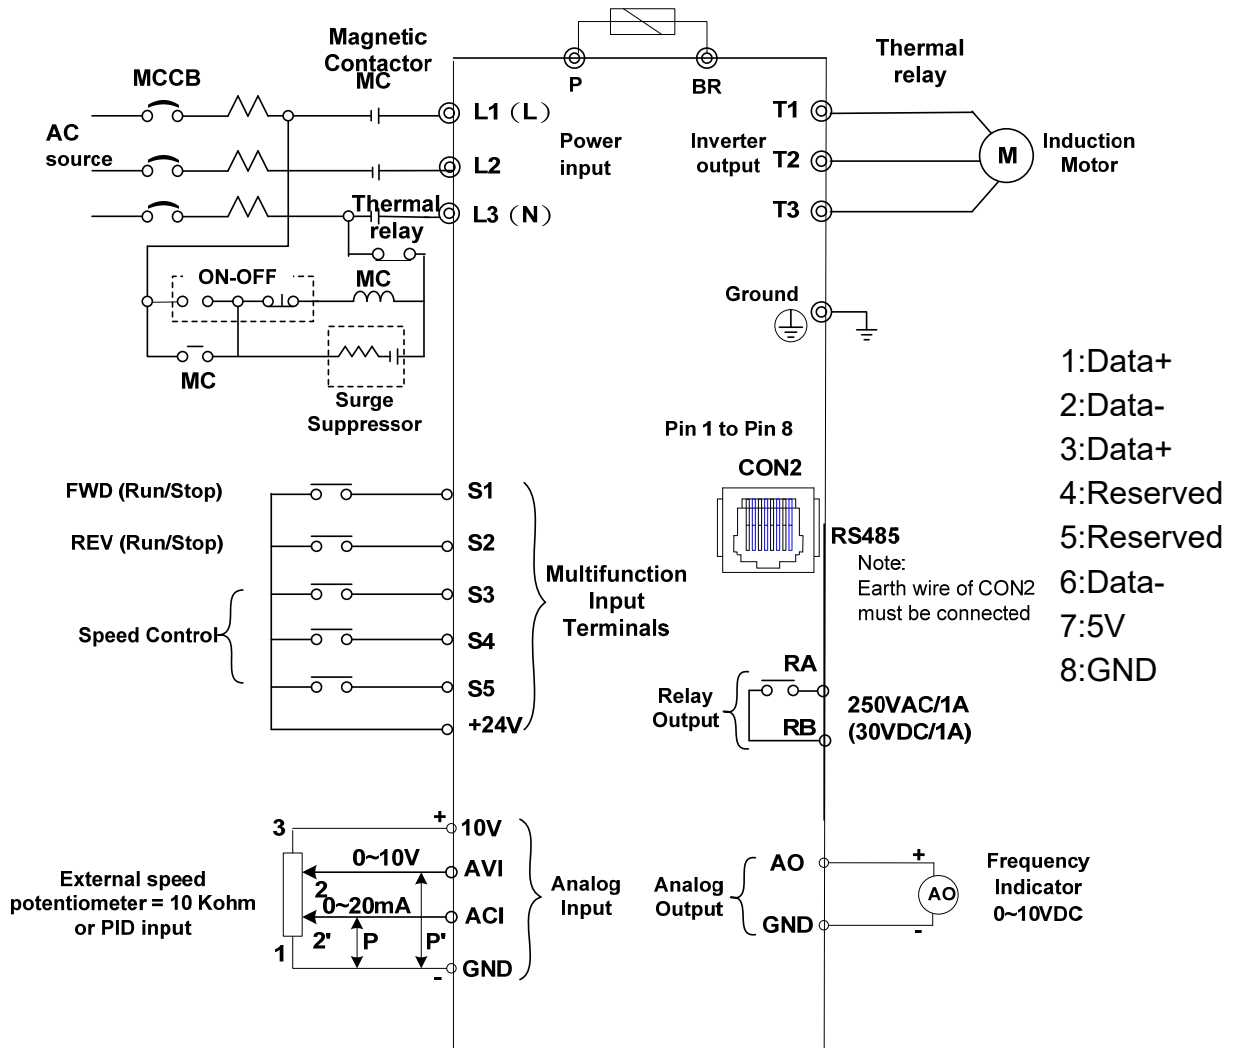 Magnetic
Contactor
MC
MCCB
AC
source
P
BR
Thermal
relay
L1 (L)
L2
L3 (N)
Power
input
Inverter
output
T1
T2
T3
M
Induction
Motor
Thermal
relay
ON-OFF
MC
MC
Surge
Suppressor
Ground
Pin 1 to Pin 8
CON2
RS485
Note:
Earth wire of CON2
must be connected
1:Data+
2:Data-
3:Data+
4:Reserved
5:Reserved
6:Data-
7:5V
8:GND
FWD (Run/Stop)
REV (Run/Stop)
Speed Control
S1
S2
S3
S4
S5
+24V
Multifunction
Input
Terminals
Relay
Output
RA
RB
250VAC/1A
(30VDC/1A)
External speed
potentiometer = 10 Kohm
or PID input
3
+
10V
0~10V
AVI
2
0~20mA
ACI
2'
P
P'
1
-
GND
Analog
Input
Analog
Output
AO
GND
+
AO
-
Frequency
Indicator
0~10VDC